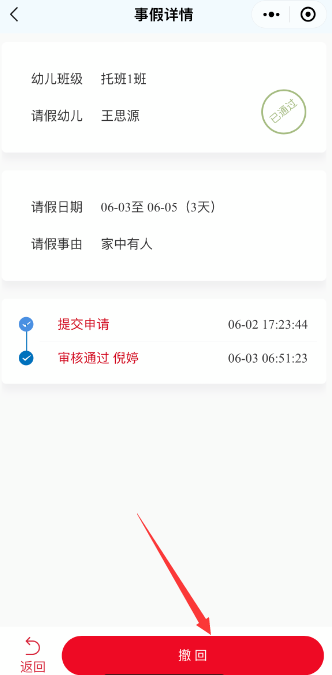 事假详情
幼儿班级 托班1班
请假幼儿 王思源
已通过
请假日期 06-03至 06-05（3天）
请假事由 家中有人
提交申请 06-02 17:23:44
审核通过 倪婷 06-03 06:51:23
返回
撤回